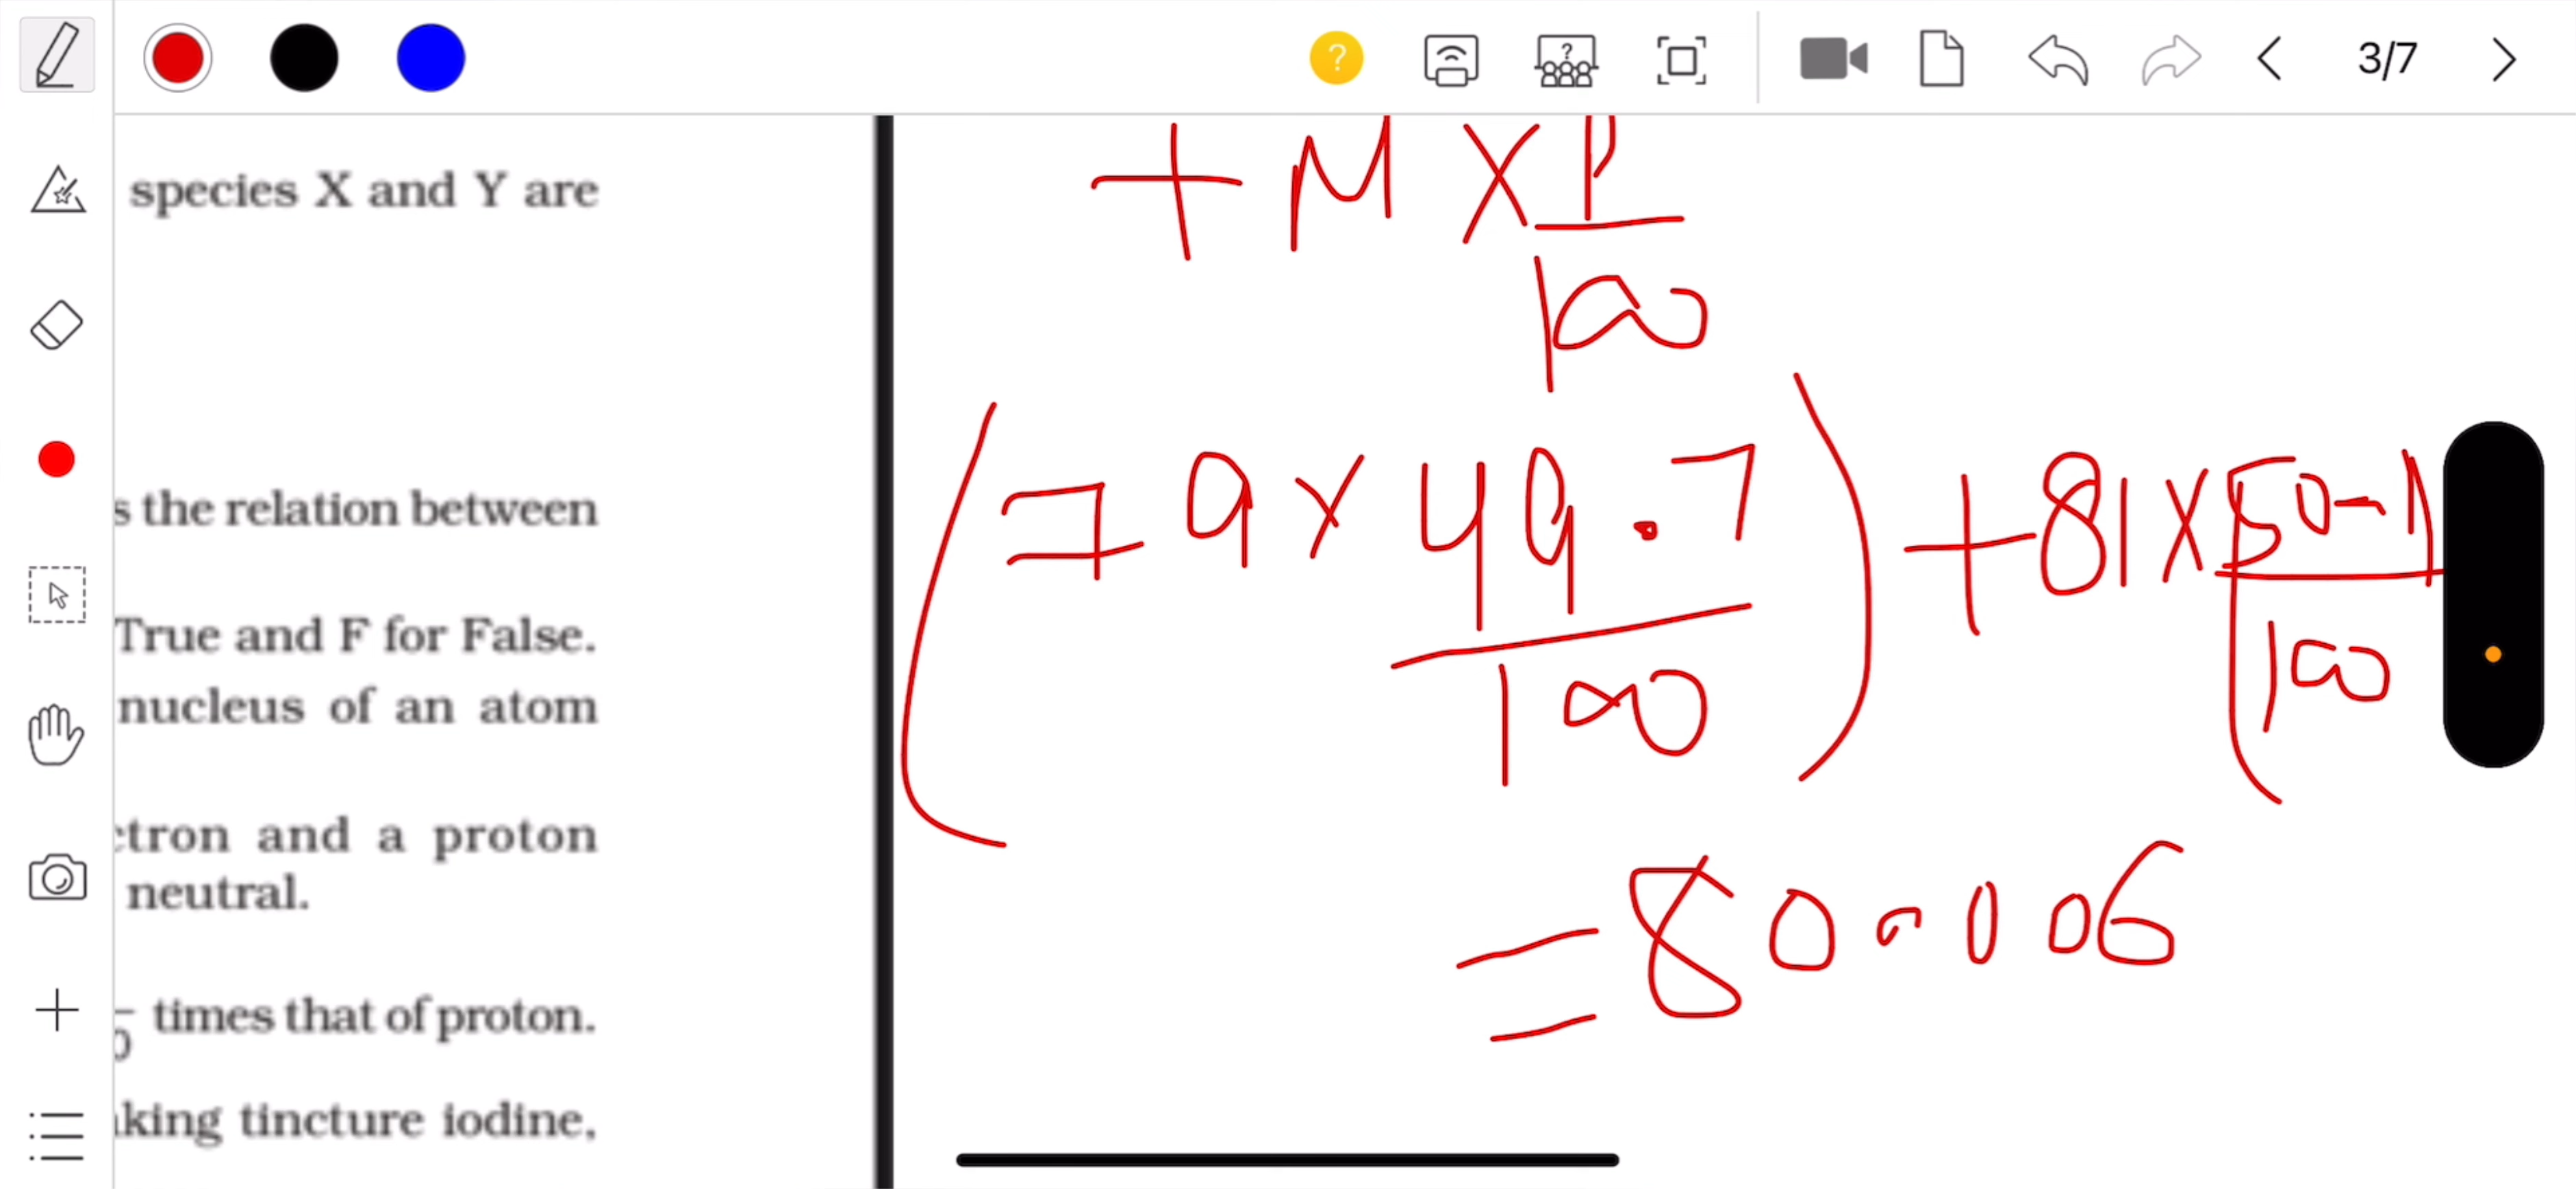 3/7
species X and Y are
s the relation between
True and F for False.
nucleus of an atom
ctron and a proton
neutral.
times that of proton.
king tincture iodine,
+ M × P
100
(79 × 49.7) + 81 × (50-1
100 100
= 80.006